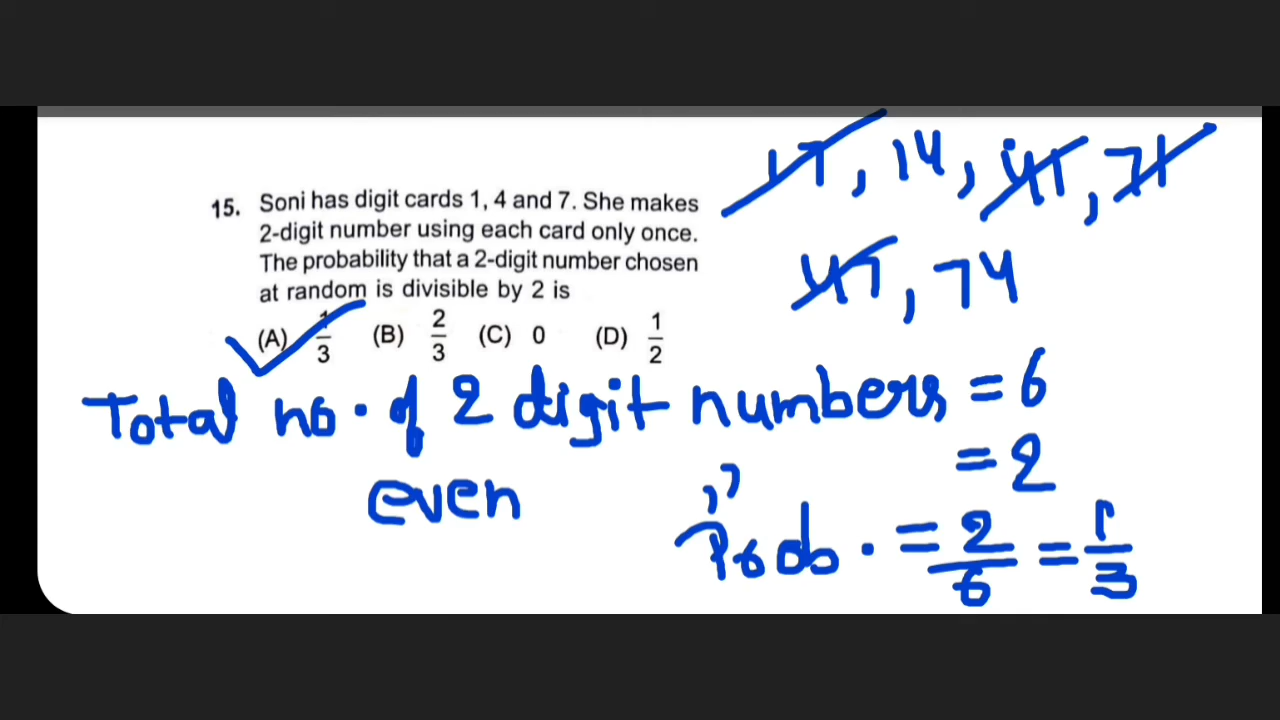 17, 14, 41, 71
47, 74
15. Soni has digit cards 1, 4 and 7. She makes
2-digit number using each card only once.
The probability that a 2-digit number chosen
at random is divisible by 2 is
(A) 1/3 (B) 2/3 (C) 0 (D) 1/2
Total no. of 2 digit numbers = 6
even ,, = 2
Prob. = 2/6 = 1/3